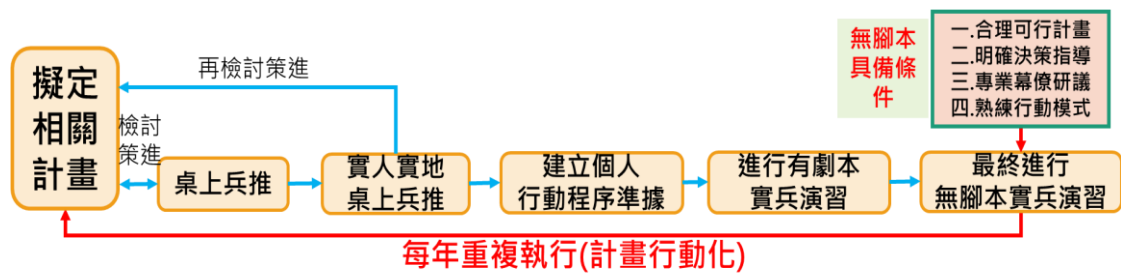 無腳本
具備條
件
一.合理可行計畫
二.明確決策指導
三.專業幕僚研議
四.熟練行動模式
再檢討策進
擬定
相關
計畫
檢討
策進
桌上兵推
實人實地
桌上兵推
建立個人
行動程序準據
進行有劇本
實兵演習
最終進行
無腳本實兵演習
每年重複執行(計畫行動化)